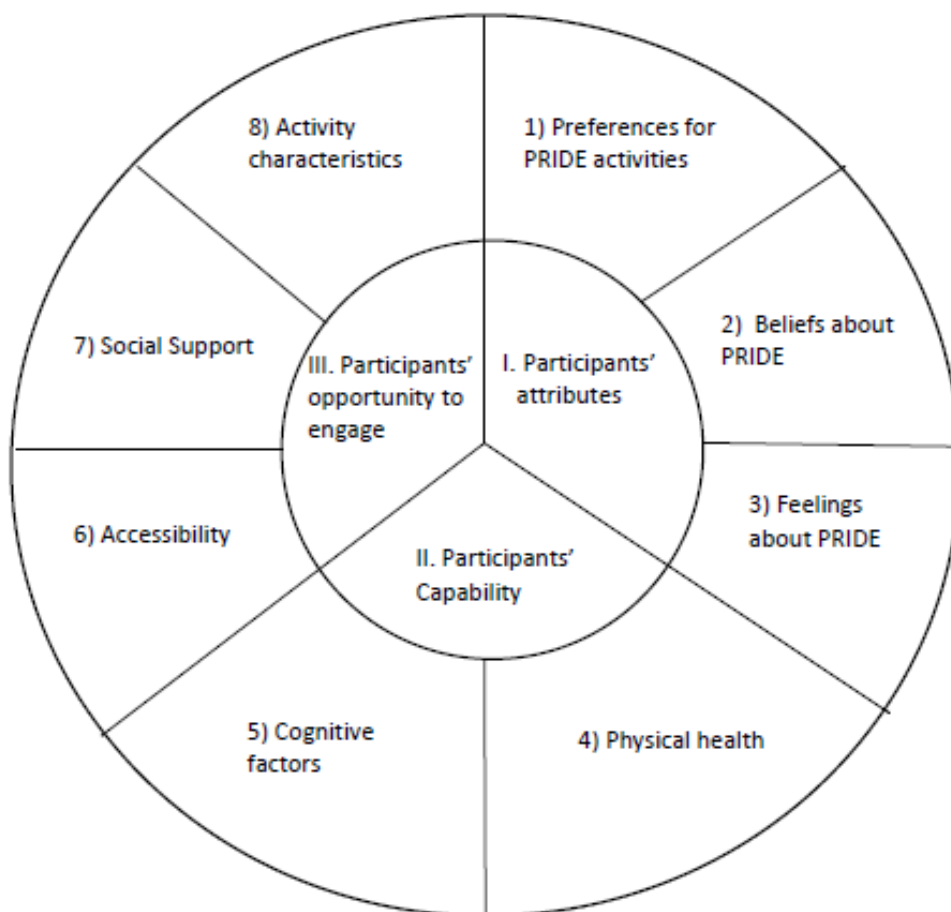 8) Activity
characteristics
1) Preferences for
PRIDE activities
7) Social Support
2) Beliefs about
PRIDE
III. Participants'
opportunity to
engage
I. Participants'
attributes
6) Accessibility
3) Feelings
about PRIDE
II. Participants'
Capability
5) Cognitive
factors
4) Physical health